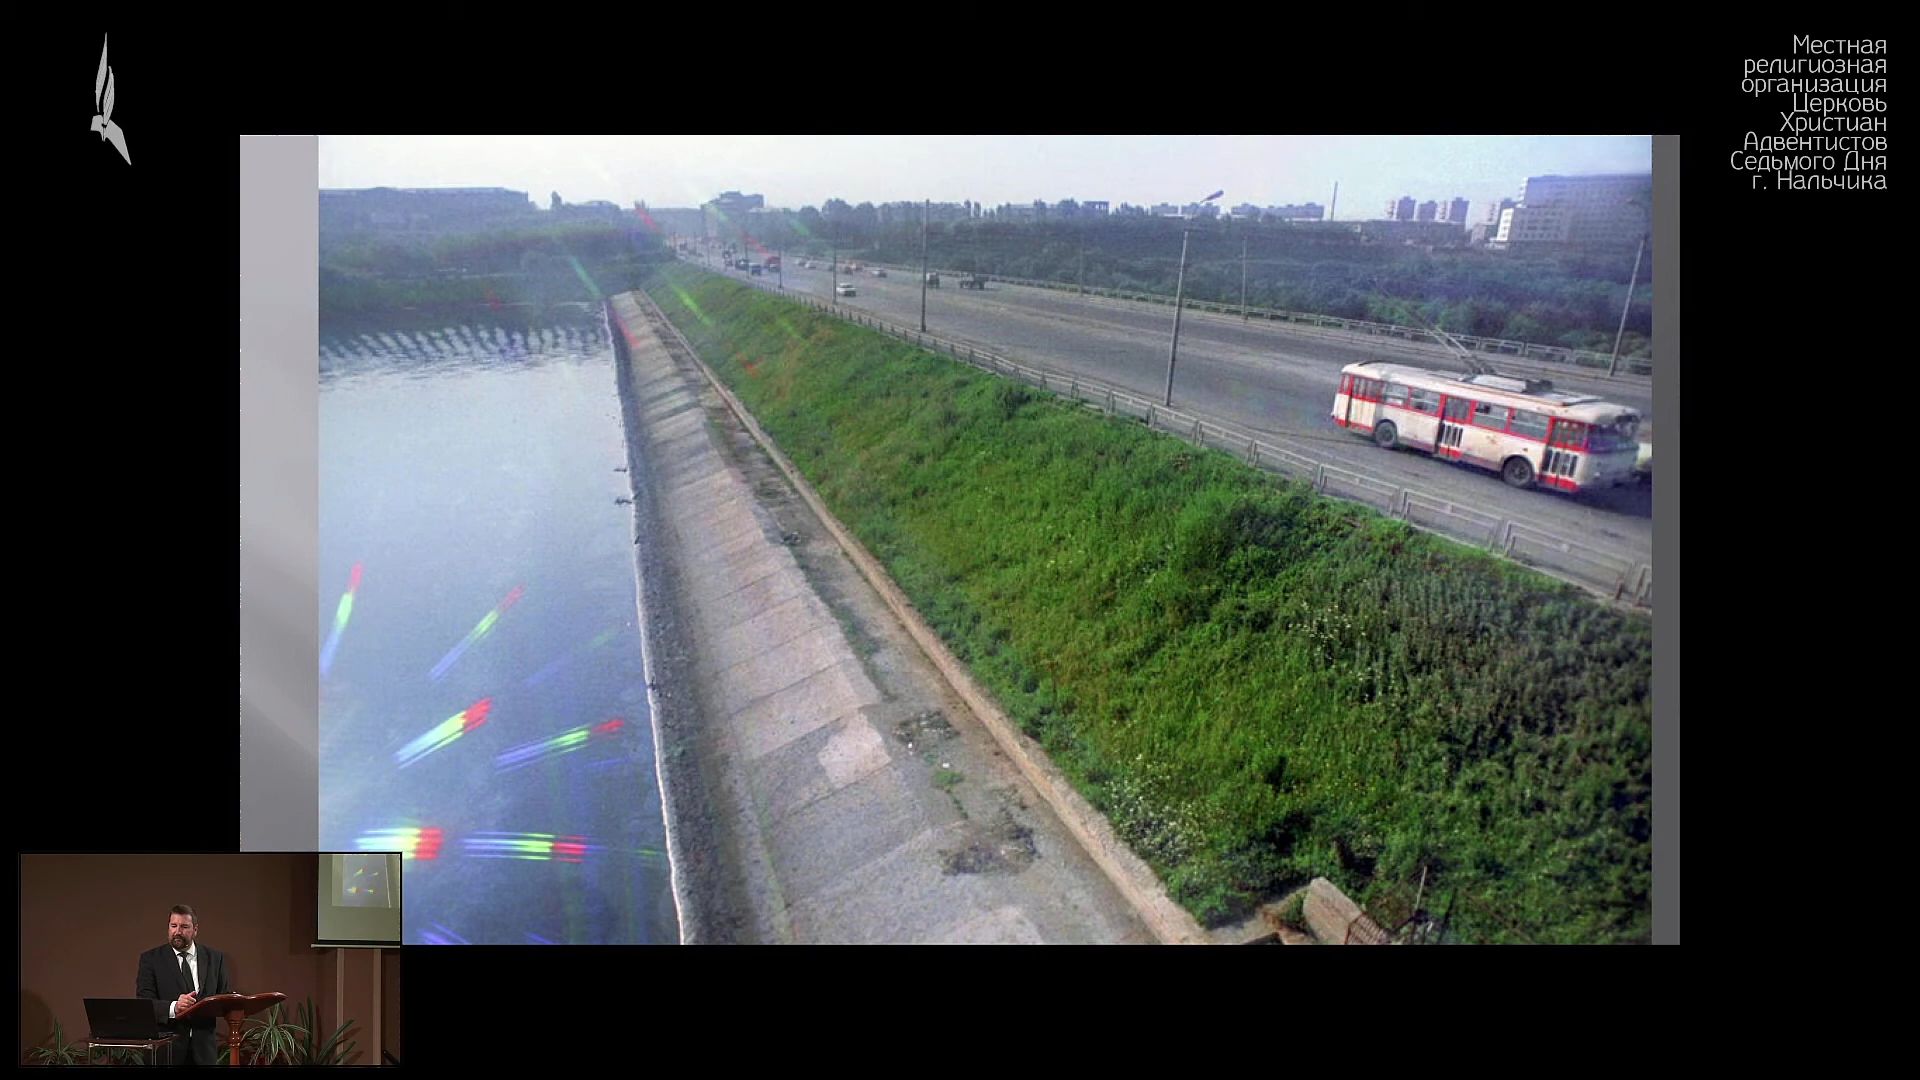 Местная
религиозная
организация
Церковь
Христиан
Адвентистов
Седьмого Дня
г. Нальчика